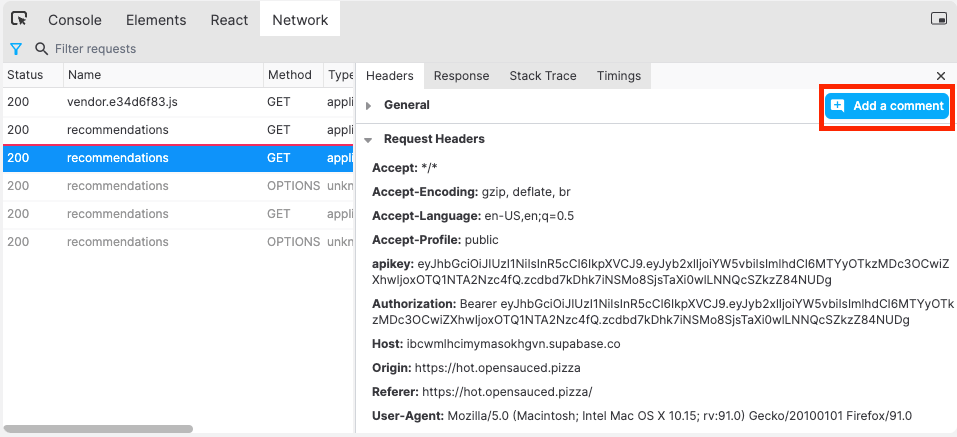 Console Elements React Network
Filter requests
Status Name Method Type
200 vendor.e34d6f83.js GET appli
200 recommendations GET appli
200 recommendations GET appli
200 recommendations OPTIONS unkn
200 recommendations GET appli
200 recommendations OPTIONS unkn
Headers Response Stack Trace Timings
General
Add a comment
Request Headers
Accept: */*
Accept-Encoding: gzip, deflate, br
Accept-Language: en-US,en;q=0.5
Accept-Profile: public
apikey: eyJhbGciOiJIUzI1NiIsInR5cCI6IkpXVCJ9.eyJyb2xlIjoiYW5vbiIsImlhdCI6MTYyOTkzMDc3OCwiZ
XhwIjoxOTQ1NTA2Nzc4fQ.zcdbd7kDhk7iNSMo8SjsTaXi0wlLNNQcSZkzZ84NUDg
Authorization: Bearer eyJhbGciOiJIUzI1NiIsInR5cCI6IkpXVCJ9.eyJyb2xlIjoiYW5vbiIsImlhdCI6MTYyOTk
zMDc3OCwiZXhwIjoxOTQ1NTA2Nzc4fQ.zcdbd7kDhk7iNSMo8SjsTaXi0wlLNNQcSZkzZ84NUDg
Host: ibcwmlhcimymasokhgvn.supabase.co
Origin: https://hot.opensauced.pizza
Referer: https://hot.opensauced.pizza/
User-Agent: Mozilla/5.0 (Macintosh; Intel Mac OS X 10.15; rv:91.0) Gecko/20100101 Firefox/91.0